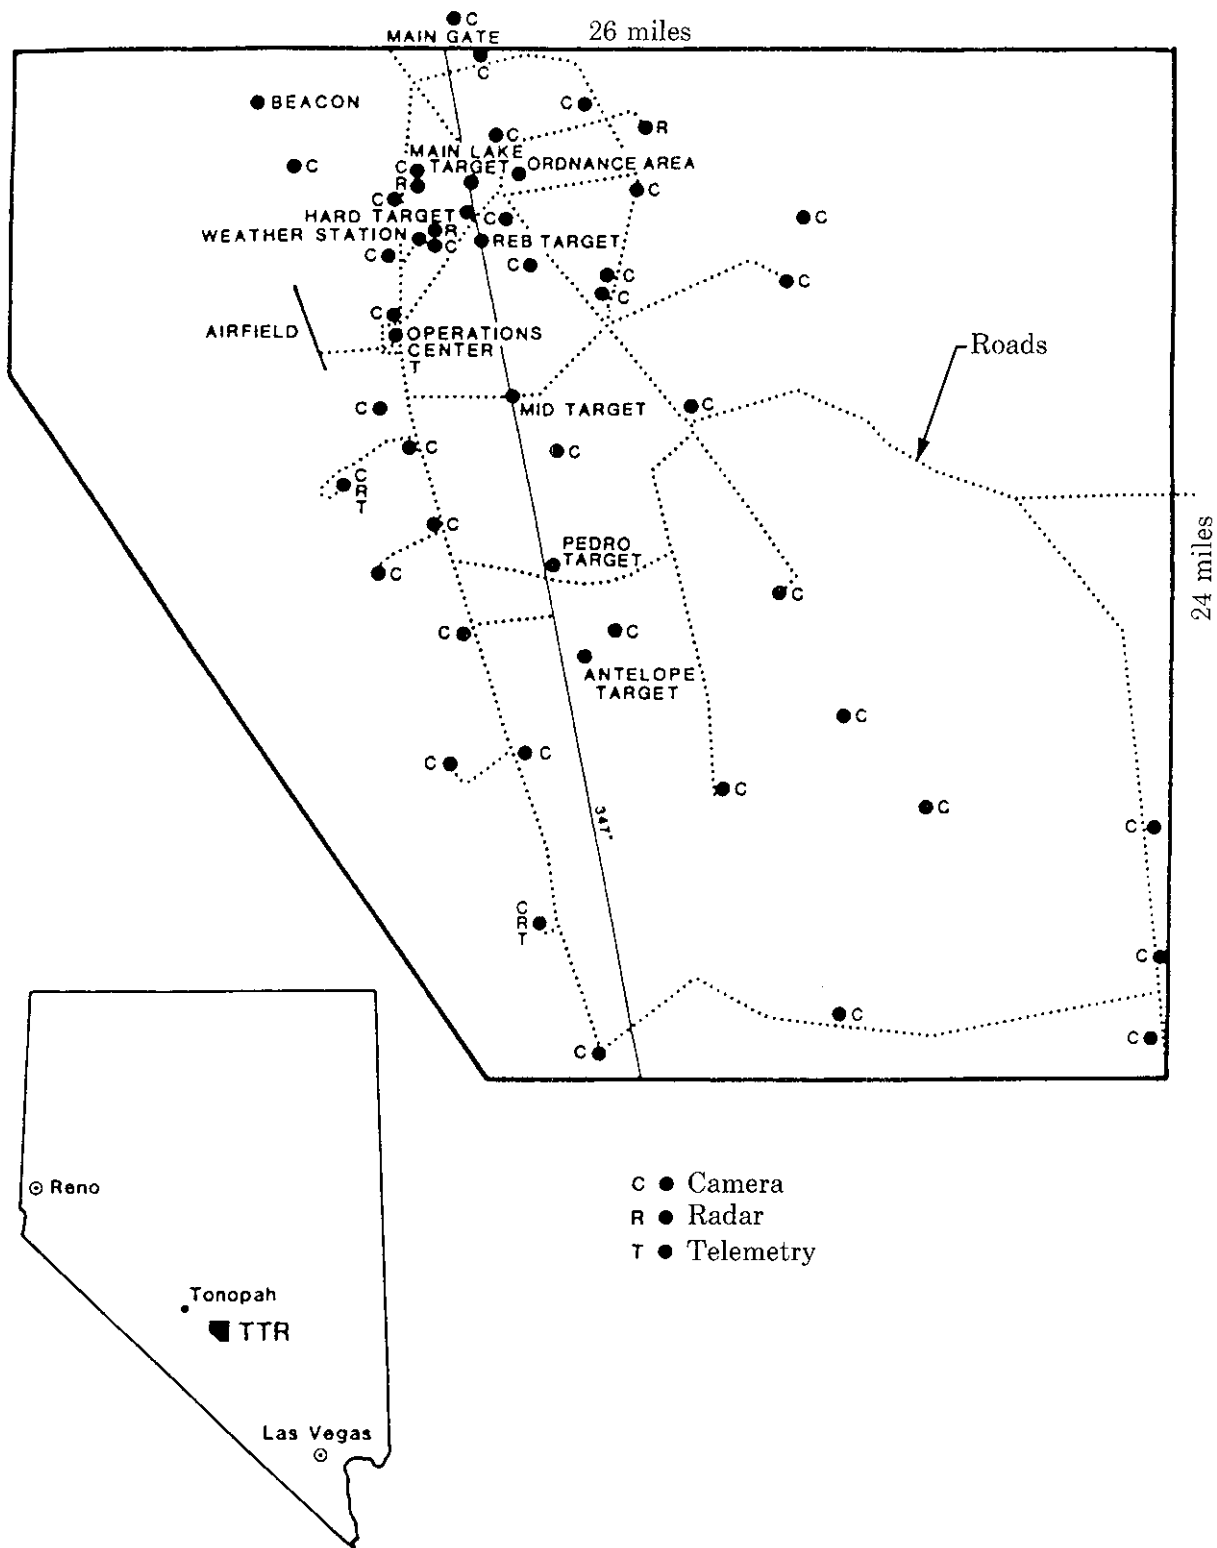 C
MAIN GATE
26 miles
C
BEACON
C
R
C
C
MAIN LAKE
TARGET
ORDNANCE AREA
C
R
C
C
C
HARD TARGET
C
WEATHER STATION
R
C
REB TARGET
C
C
C
C
C
C
AIRFIELD
OPERATIONS
CENTER
T
Roads
C
MID TARGET
C
C
C
C
R
T
C
PEDRO
TARGET
24 miles
C
C
C
C
ANTELOPE
TARGET
C
C
C
C
C
347°
C
C
R
T
C
C
C
C
Reno
Tonopah
TTR
Las Vegas
C Camera
R Radar
T Telemetry